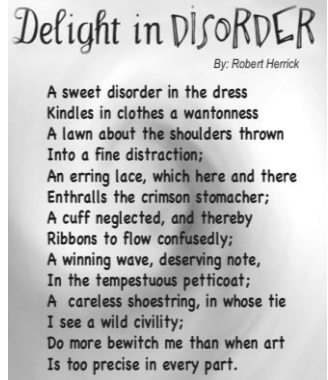 Delight in DISORDER
By: Robert Herrick
A sweet disorder in the dress
Kindles in clothes a wantonness
A lawn about the shoulders thrown
Into a fine distraction;
An erring lace, which here and there
Enthralls the crimson stomacher;
A cuff neglected, and thereby
Ribbons to flow confusedly;
A winning wave, deserving note,
In the tempestuous petticoat;
A careless shoestring, in whose tie
I see a wild civility;
Do more bewitch me than when art
Is too precise in every part.